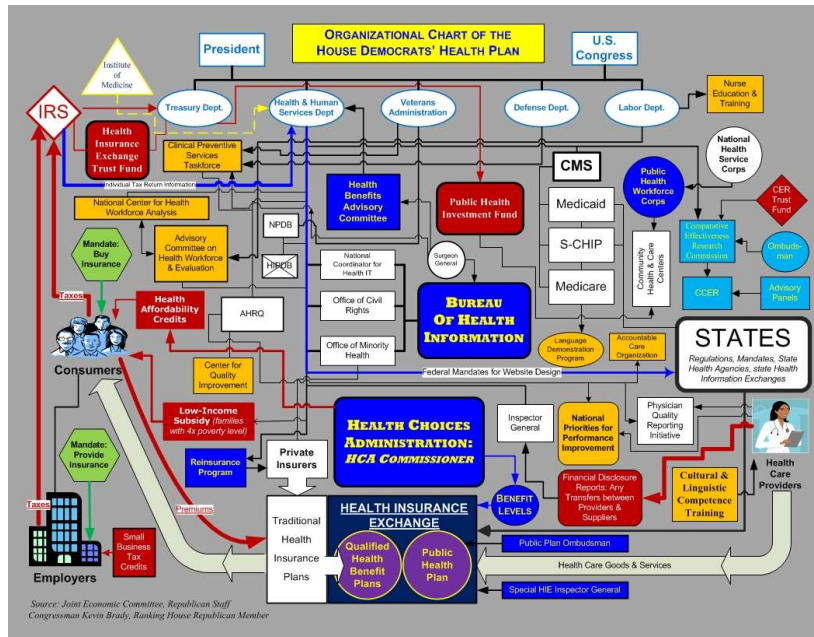 ORGANIZATIONAL CHART OF THE
HOUSE DEMOCRATS' HEALTH PLAN
President
U.S.
Congress
Institute
of
Medicine
IRS
Treasury Dept.
Health & Human
Services Dept
Veterans
Administration
Defense Dept.
Labor Dept.
Nurse
Education &
Training
Health
Insurance
Exchange
Trust Fund
Clinical Preventive
Services
Taskforce
Individual Tax Return Information
National Center for Health
Workforce Analysis
Health
Benefits
Advisory
Committee
Public Health
Investment Fund
CMS
Medicaid
S-CHIP
Medicare
Public Health
Workforce
Corps
National
Health
Service
Corps
CER
Trust
Fund
Comparative
Effectiveness
Research
Commission
Ombuds-
man
CCER
Advisory
Panels
Community
Health & Care
Centers
Mandate:
Buy
Insurance
Advisory
Committee on
Health Workforce
& Evaluation
NPDB
HIPDB
National
Coordinator for
Health IT
Office of Civil
Rights
Office of Minority
Health
Surgeon
General
BUREAU
OF HEALTH
INFORMATION
Taxes
Health
Affordability
Credits
AHRQ
Consumers
Center for
Quality
Improvement
Language
Demonstration
Program
Accountable
Care
Organization
STATES
Regulations, Mandates, State
Health Agencies, state Health
Information Exchanges
Federal Mandates for Website Design
Low-Income
Subsidy (families
with 4x poverty level)
HEALTH CHOICES
ADMINISTRATION:
HCA COMMISSIONER
Inspector
General
National
Priorities for
Performance
Improvement
Physician
Quality
Reporting
Initiative
Health Care
Providers
Mandate:
Provide
Insurance
Reinsurance
Program
Private
Insurers
BENEFIT
LEVELS
Financial Disclosure
Reports: Any
Transfers between
Providers &
Suppliers
Cultural &
Linguistic
Competence
Training
Taxes
Premiums
Small
Business
Tax
Credits
Employers
Traditional
Health
Insurance
Plans
HEALTH INSURANCE
EXCHANGE
Qualified
Health
Benefit
Plans
Public
Health
Plan
Public Plan Ombudsman
Health Care Goods & Services
Special HIE Inspector General
Source: Joint Economic Committee, Republican Staff
Congressman Kevin Brady, Ranking House Republican Member